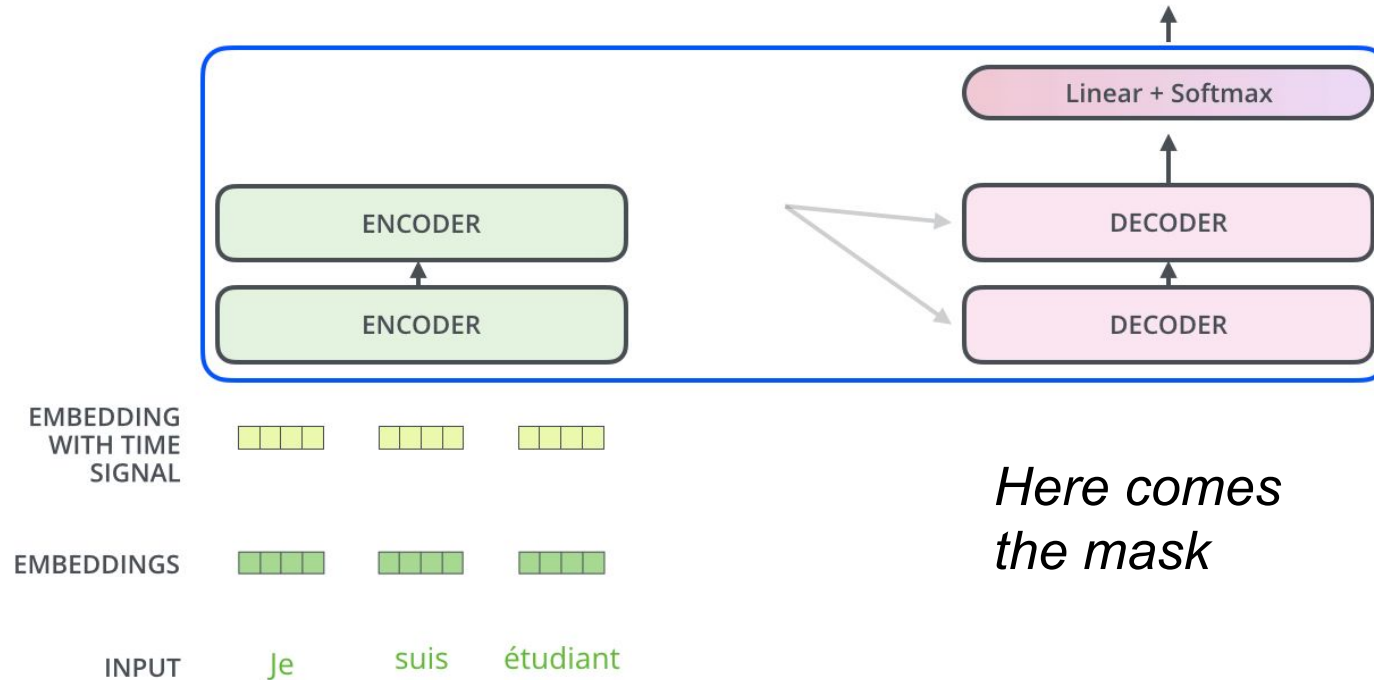 Linear + Softmax
ENCODER
DECODER
ENCODER
DECODER
EMBEDDING
WITH TIME
SIGNAL
Here comes
the mask
EMBEDDINGS
INPUT
Je
suis
étudiant